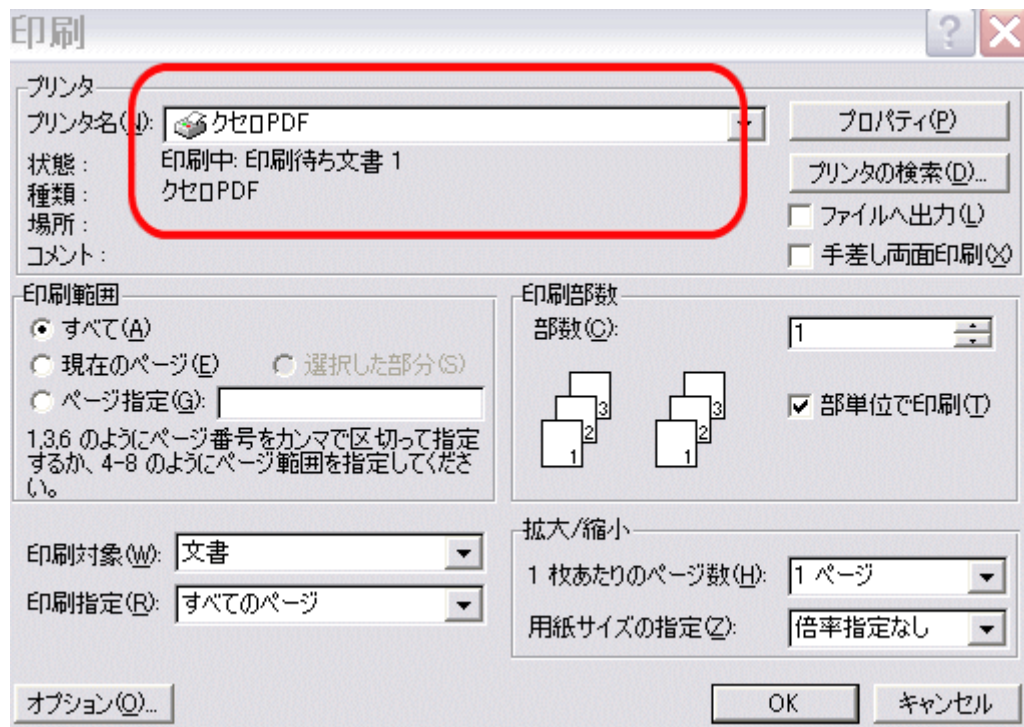 印刷
プリンタ
プリンタ名(N): クセロPDF
プロパティ(P)
状態 : 印刷中: 印刷待ち文書 1
種類 : クセロPDF
プリンタの検索(D)...
場所 :
ファイルへ出力(L)
コメント :
手差し両面印刷(X)
印刷範囲
すべて(A)
現在のページ(E) 選択した部分(S)
ページ指定(G):
1,3,6 のようにページ番号をカンマで区切って指定
するか、4-8 のようにページ範囲を指定してくださ
い。
印刷部数
部数(C): 1
1 2 3 1 2 3
部単位で印刷(T)
印刷対象(W): 文書
印刷指定(R): すべてのページ
拡大/縮小
1 枚あたりのページ数(H): 1 ページ
用紙サイズの指定(Z): 倍率指定なし
オプション(O)...
OK
キャンセル